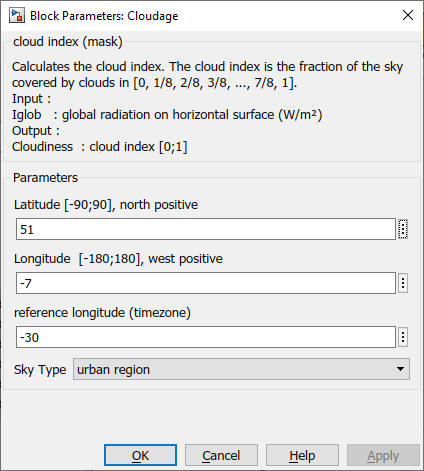 Block Parameters: Cloudage
cloud index (mask)
Calculates the cloud index. The cloud index is the fraction of the sky
covered by clouds in [0, 1/8, 2/8, 3/8, ..., 7/8, 1].
Input :
Iglob : global radiation on horizontal surface (W/m²)
Output :
Cloudiness : cloud index [0;1]
Parameters
Latitude [-90;90], north positive
51
Longitude [-180;180], west positive
-7
reference longitude (timezone)
-30
Sky Type urban region
OK Cancel Help Apply